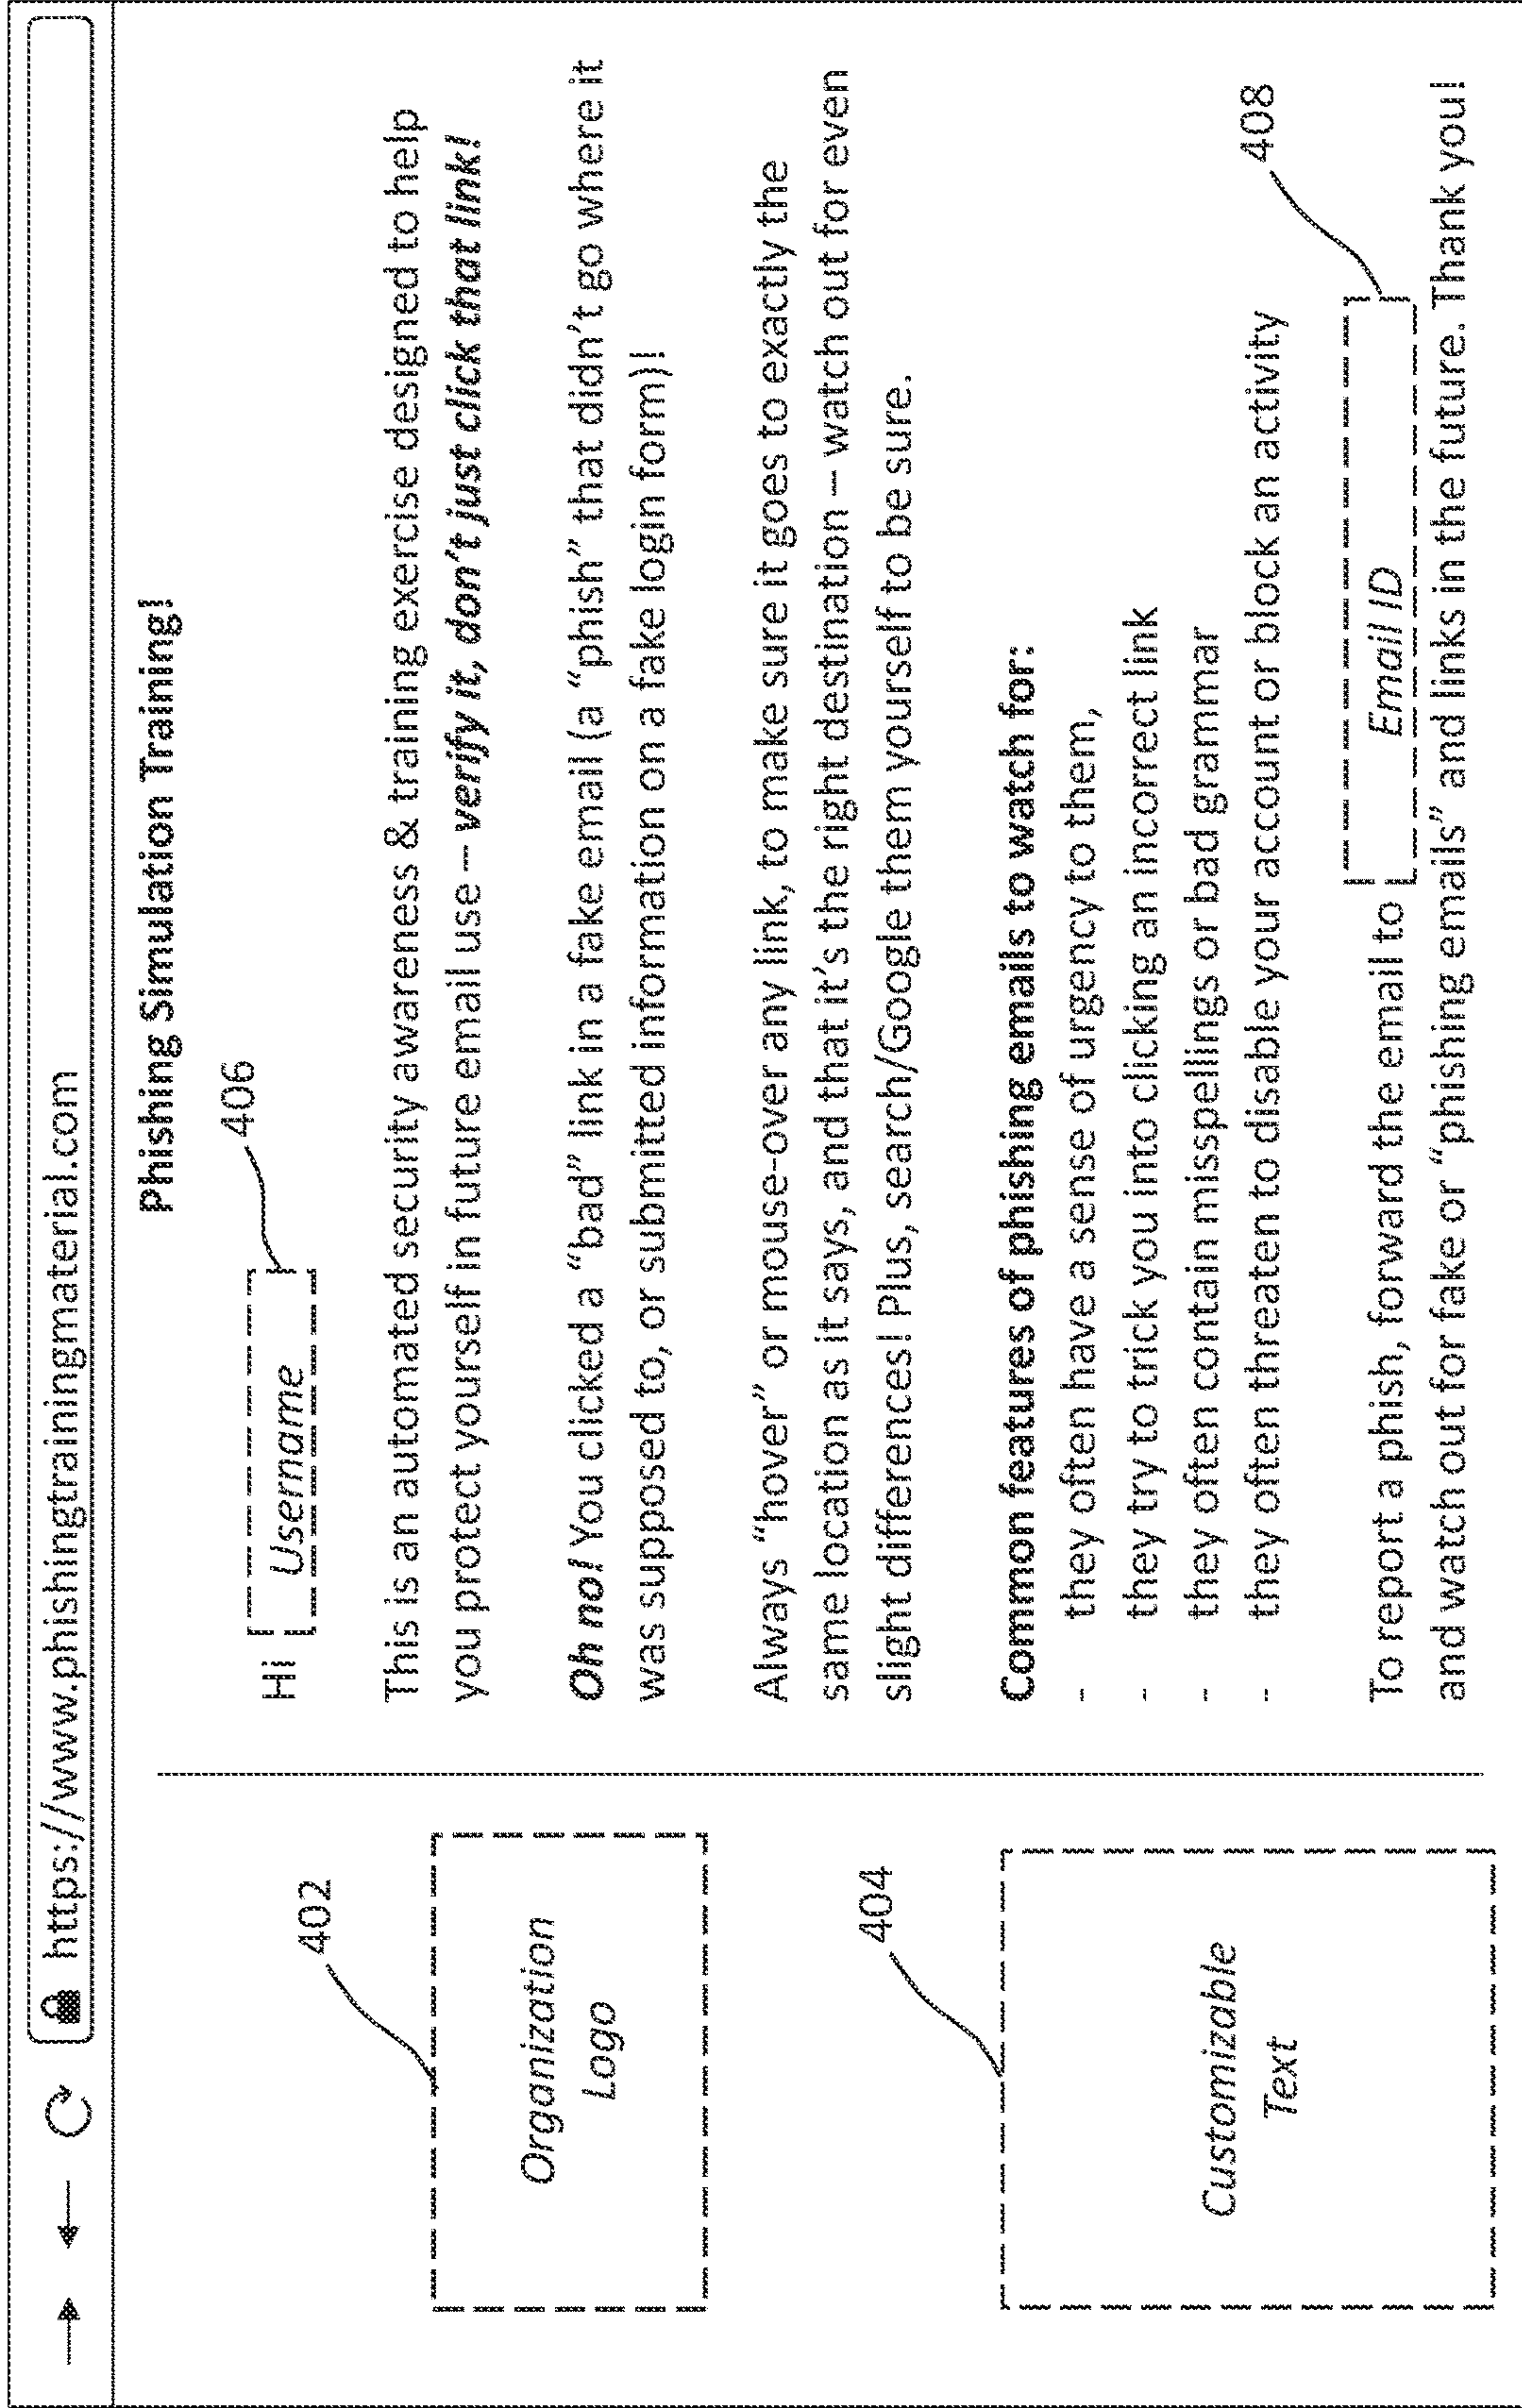 https://www.phishingtrainingmaterial.com
Phishing Simulation Training!
402
Organization
Logo
404
Customizable
Text
Hi Username
406
This is an automated security awareness & training exercise designed to help
you protect yourself in future email use – verify it, don't just click that link!
Oh no! You clicked a "bad" link in a fake email (a "phish" that didn't go where it
was supposed to, or submitted information on a fake login form)!
Always "hover" or mouse-over any link, to make sure it goes to exactly the
same location as it says, and that it's the right destination – watch out for even
slight differences! Plus, search/Google them yourself to be sure.
Common features of phishing emails to watch for:
- they often have a sense of urgency to them,
- they try to trick you into clicking an incorrect link
- they often contain misspellings or bad grammar
- they often threaten to disable your account or block an activity
408
To report a phish, forward the email to Email ID
and watch out for fake or "phishing emails" and links in the future. Thank you!